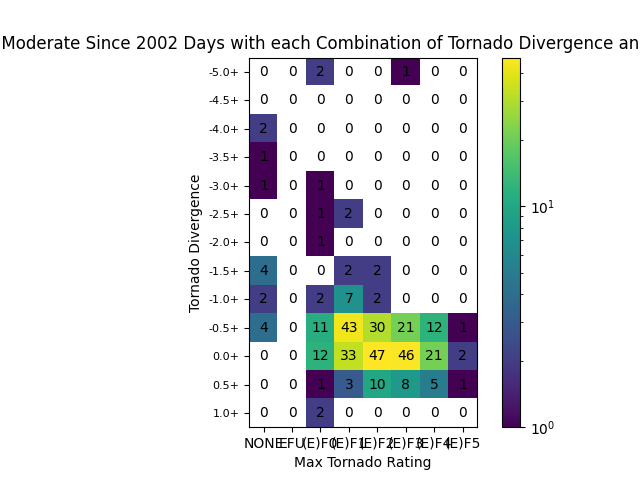 Moderate Since 2002 Days with each Combination of Tornado Divergence an
-5.0+ 0 0 2 0 0 1 0 0
-4.5+ 0 0 0 0 0 0 0 0
-4.0+ 2 0 0 0 0 0 0 0
-3.5+ 1 0 0 0 0 0 0 0
-3.0+ 1 0 1 0 0 0 0 0
-2.5+ 0 0 1 2 0 0 0 0
-2.0+ 0 0 1 0 0 0 0 0
-1.5+ 4 0 0 2 2 0 0 0
-1.0+ 2 0 2 7 2 0 0 0
-0.5+ 4 0 11 43 30 21 12 1
0.0+ 0 0 12 33 47 46 21 2
0.5+ 0 0 1 3 10 8 5 1
1.0+ 0 0 2 0 0 0 0 0
NONE EFU (E)F0 (E)F1 (E)F2 (E)F3 (E)F4 (E)F5
Max Tornado Rating
Tornado Divergence
10¹
10⁰